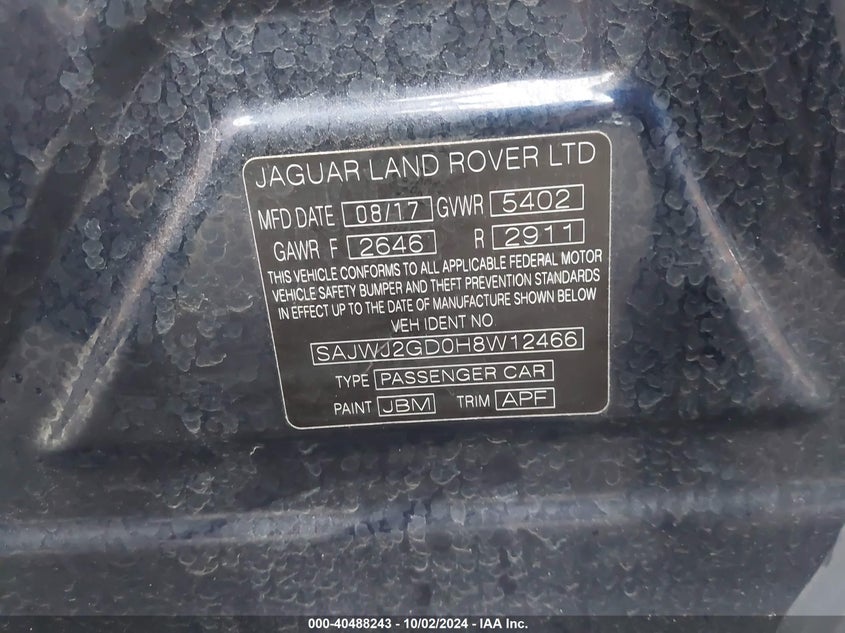 JAGUAR LAND ROVER LTD
MFD DATE 08/17 GVWR 5402
GAWR F 2646 R 2911
THIS VEHICLE CONFORMS TO ALL APPLICABLE FEDERAL MOTOR
VEHICLE SAFETY BUMPER AND THEFT PREVENTION STANDARDS
IN EFFECT UP TO THE DATE OF MANUFACTURE SHOWN BELOW
VEH IDENT NO
SAJWJ2GD0H8W12466
TYPE PASSENGER CAR
PAINT JBM TRIM APF
000-40488243 - 10/02/2024 - IAA Inc.